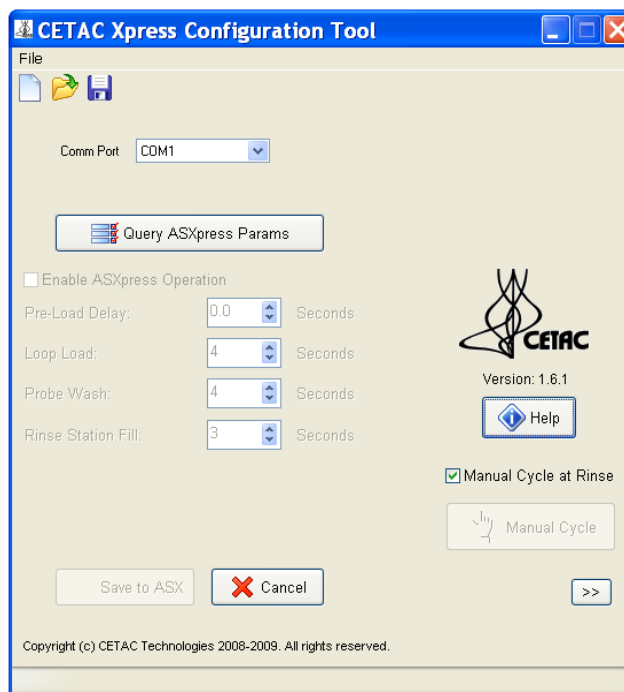 CETAC Xpress Configuration Tool
File
Comm Port COM1
Query ASXpress Params
Enable ASXpress Operation
Pre-Load Delay: 0.0 Seconds
Loop Load: 4 Seconds
Probe Wash: 4 Seconds
Rinse Station Fill: 3 Seconds
CETAC
Version: 1.6.1
Help
Manual Cycle at Rinse
Manual Cycle
Save to ASX Cancel >>
Copyright (c) CETAC Technologies 2008-2009. All rights reserved.